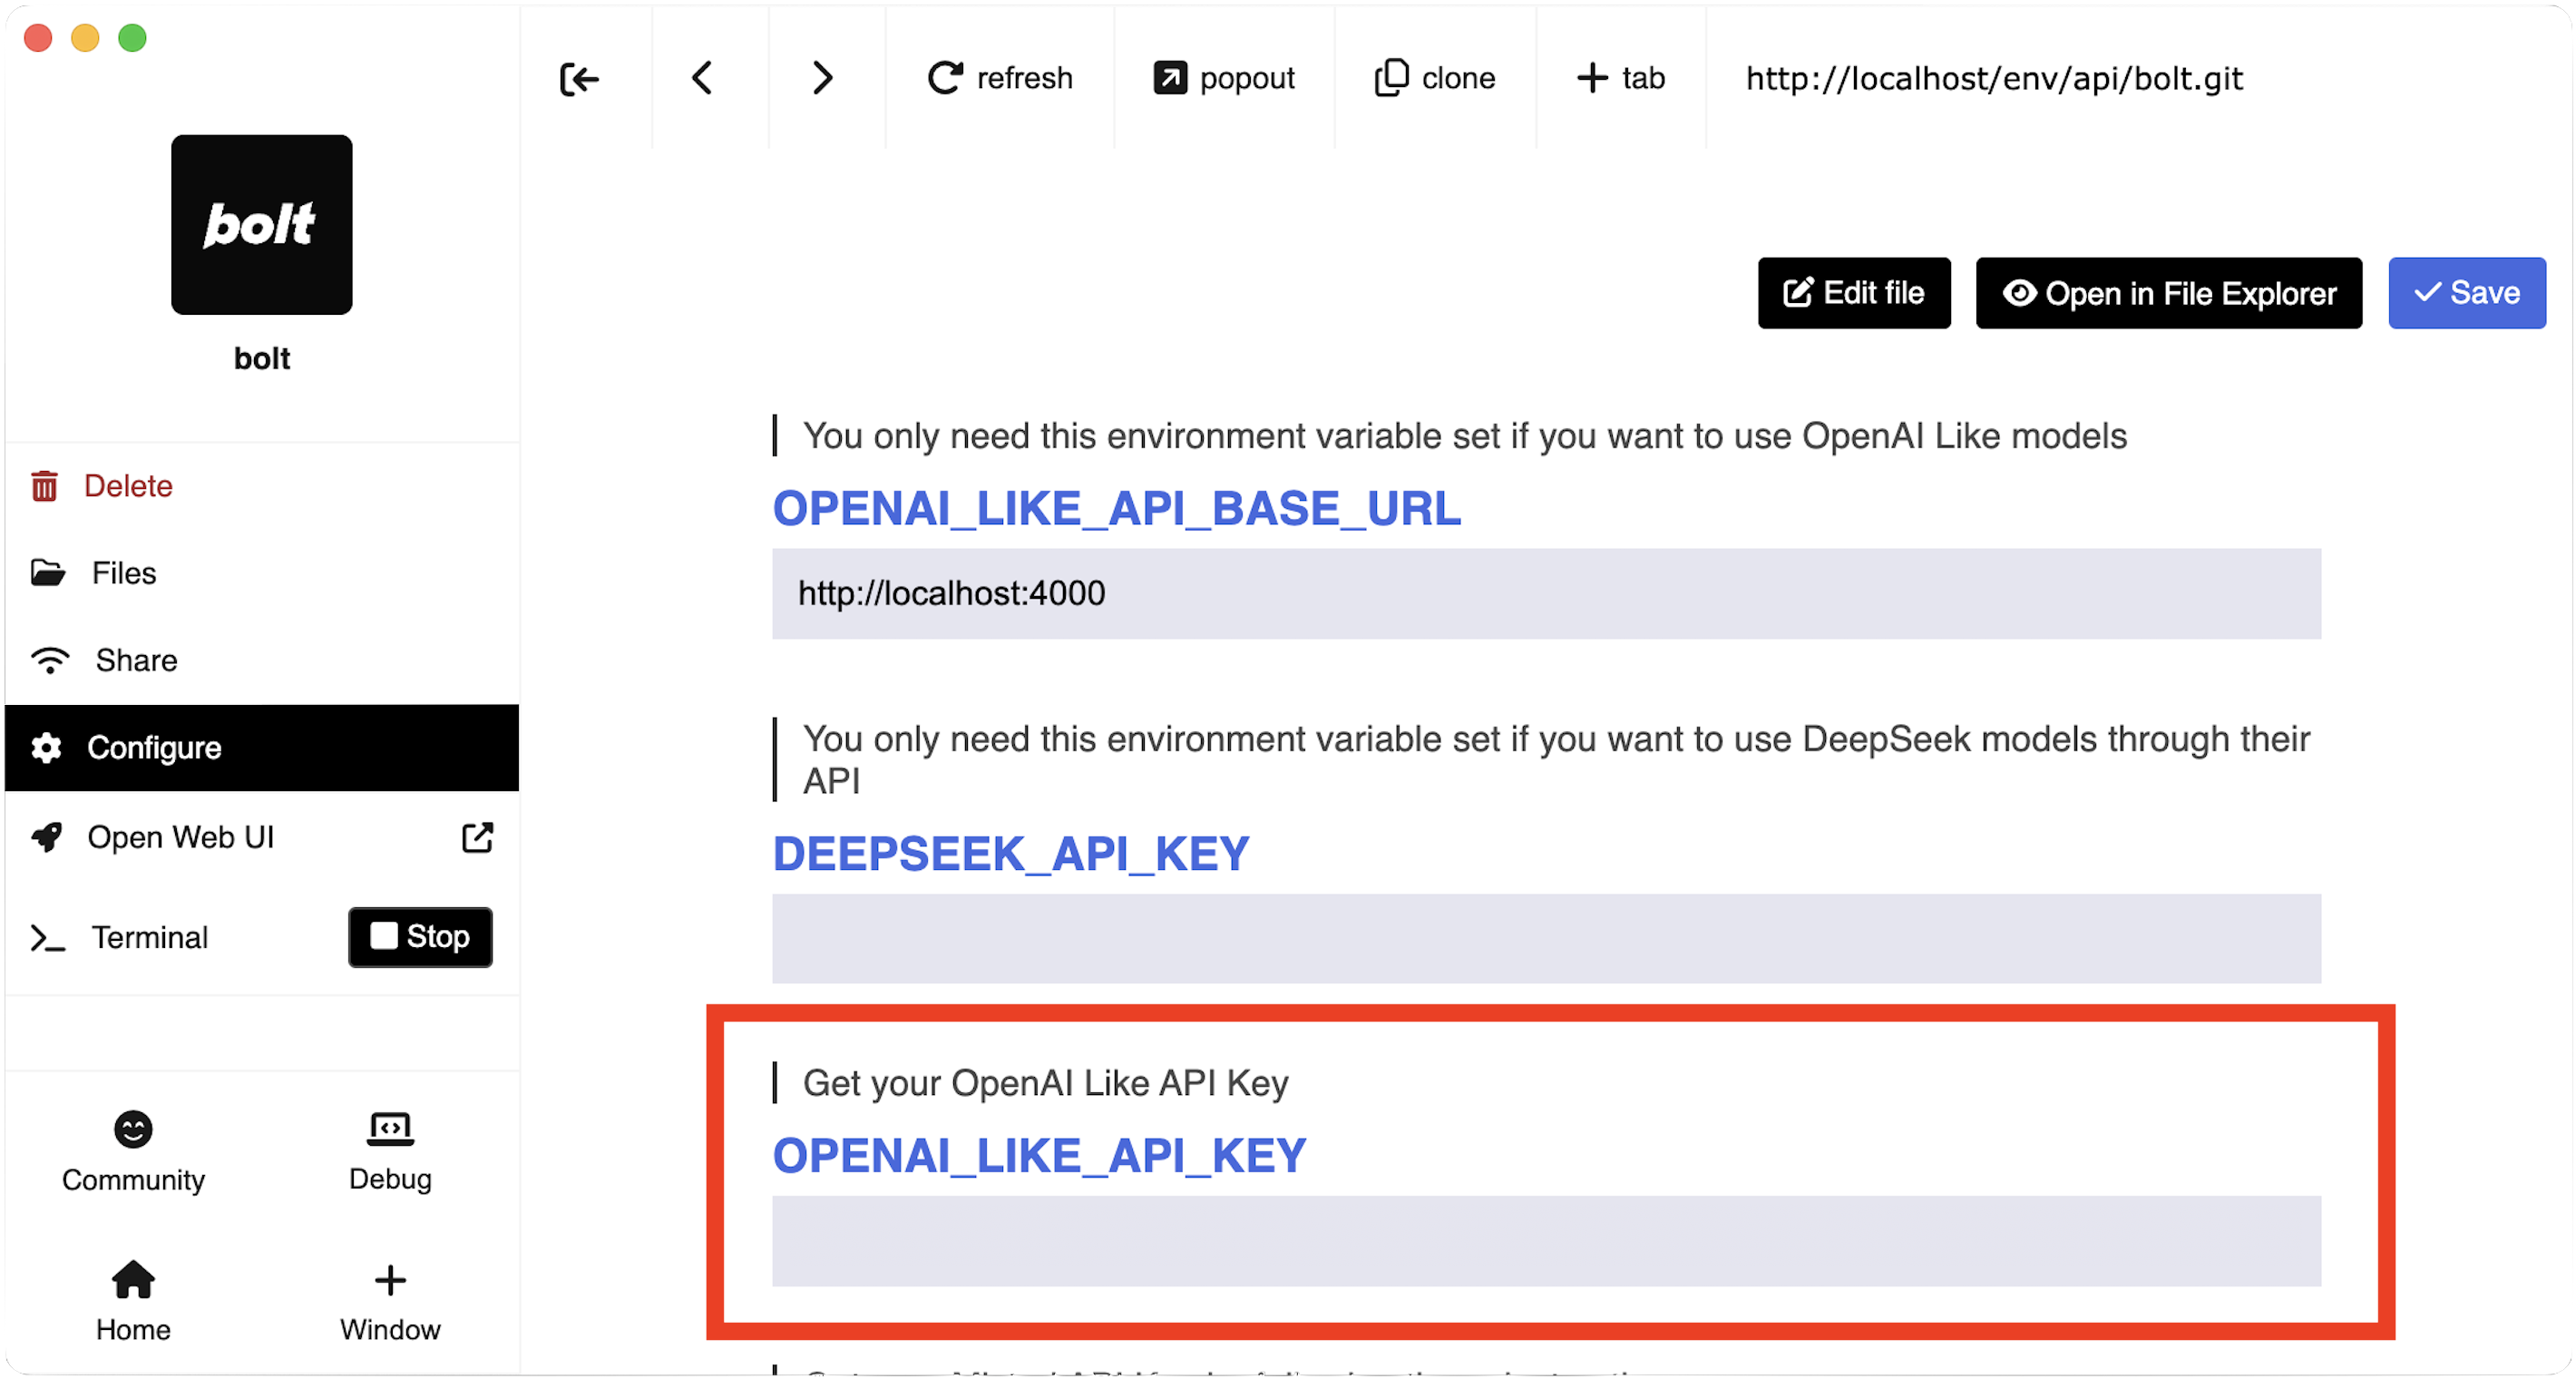 refresh
popout
clone
tab
http://localhost/env/api/bolt.git
bolt
bolt
Delete
Files
Share
Configure
Open Web UI
Terminal
Stop
Community
Debug
Home
Window
Edit file
Open in File Explorer
Save
You only need this environment variable set if you want to use OpenAI Like models
OPENAI_LIKE_API_BASE_URL
http://localhost:4000
You only need this environment variable set if you want to use DeepSeek models through their
API
DEEPSEEK_API_KEY
Get your OpenAI Like API Key
OPENAI_LIKE_API_KEY